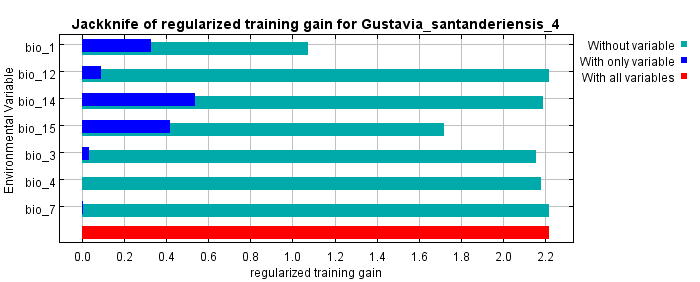 Jackknife of regularized training gain for Gustavia_santanderiensis_4
Without variable
With only variable
With all variables
Environmental Variable
bio_1
bio_12
bio_14
bio_15
bio_3
bio_4
bio_7
0.0 0.2 0.4 0.6 0.8 1.0 1.2 1.4 1.6 1.8 2.0 2.2
regularized training gain